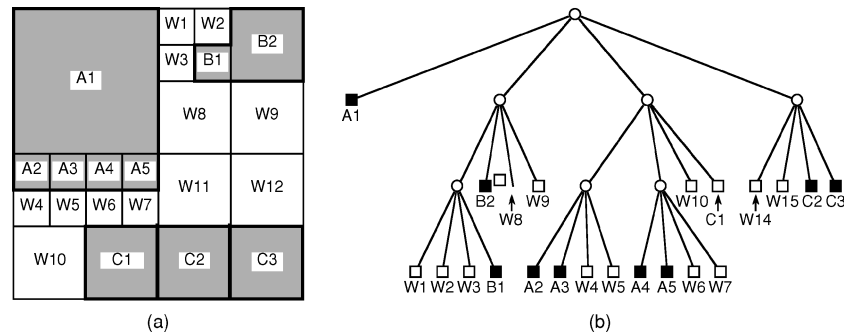 W1 W2
B2
W3 B1
A1
W8 W9
A2 A3 A4 A5
W11 W12
W4 W5 W6 W7
W10 C1 C2 C3
(a)
A1
B2 W9 W10 W15 C2 C3
W8 C1 W14
W1 W2 W3 B1 A2 A3 W4 W5 A4 A5 W6 W7
(b)